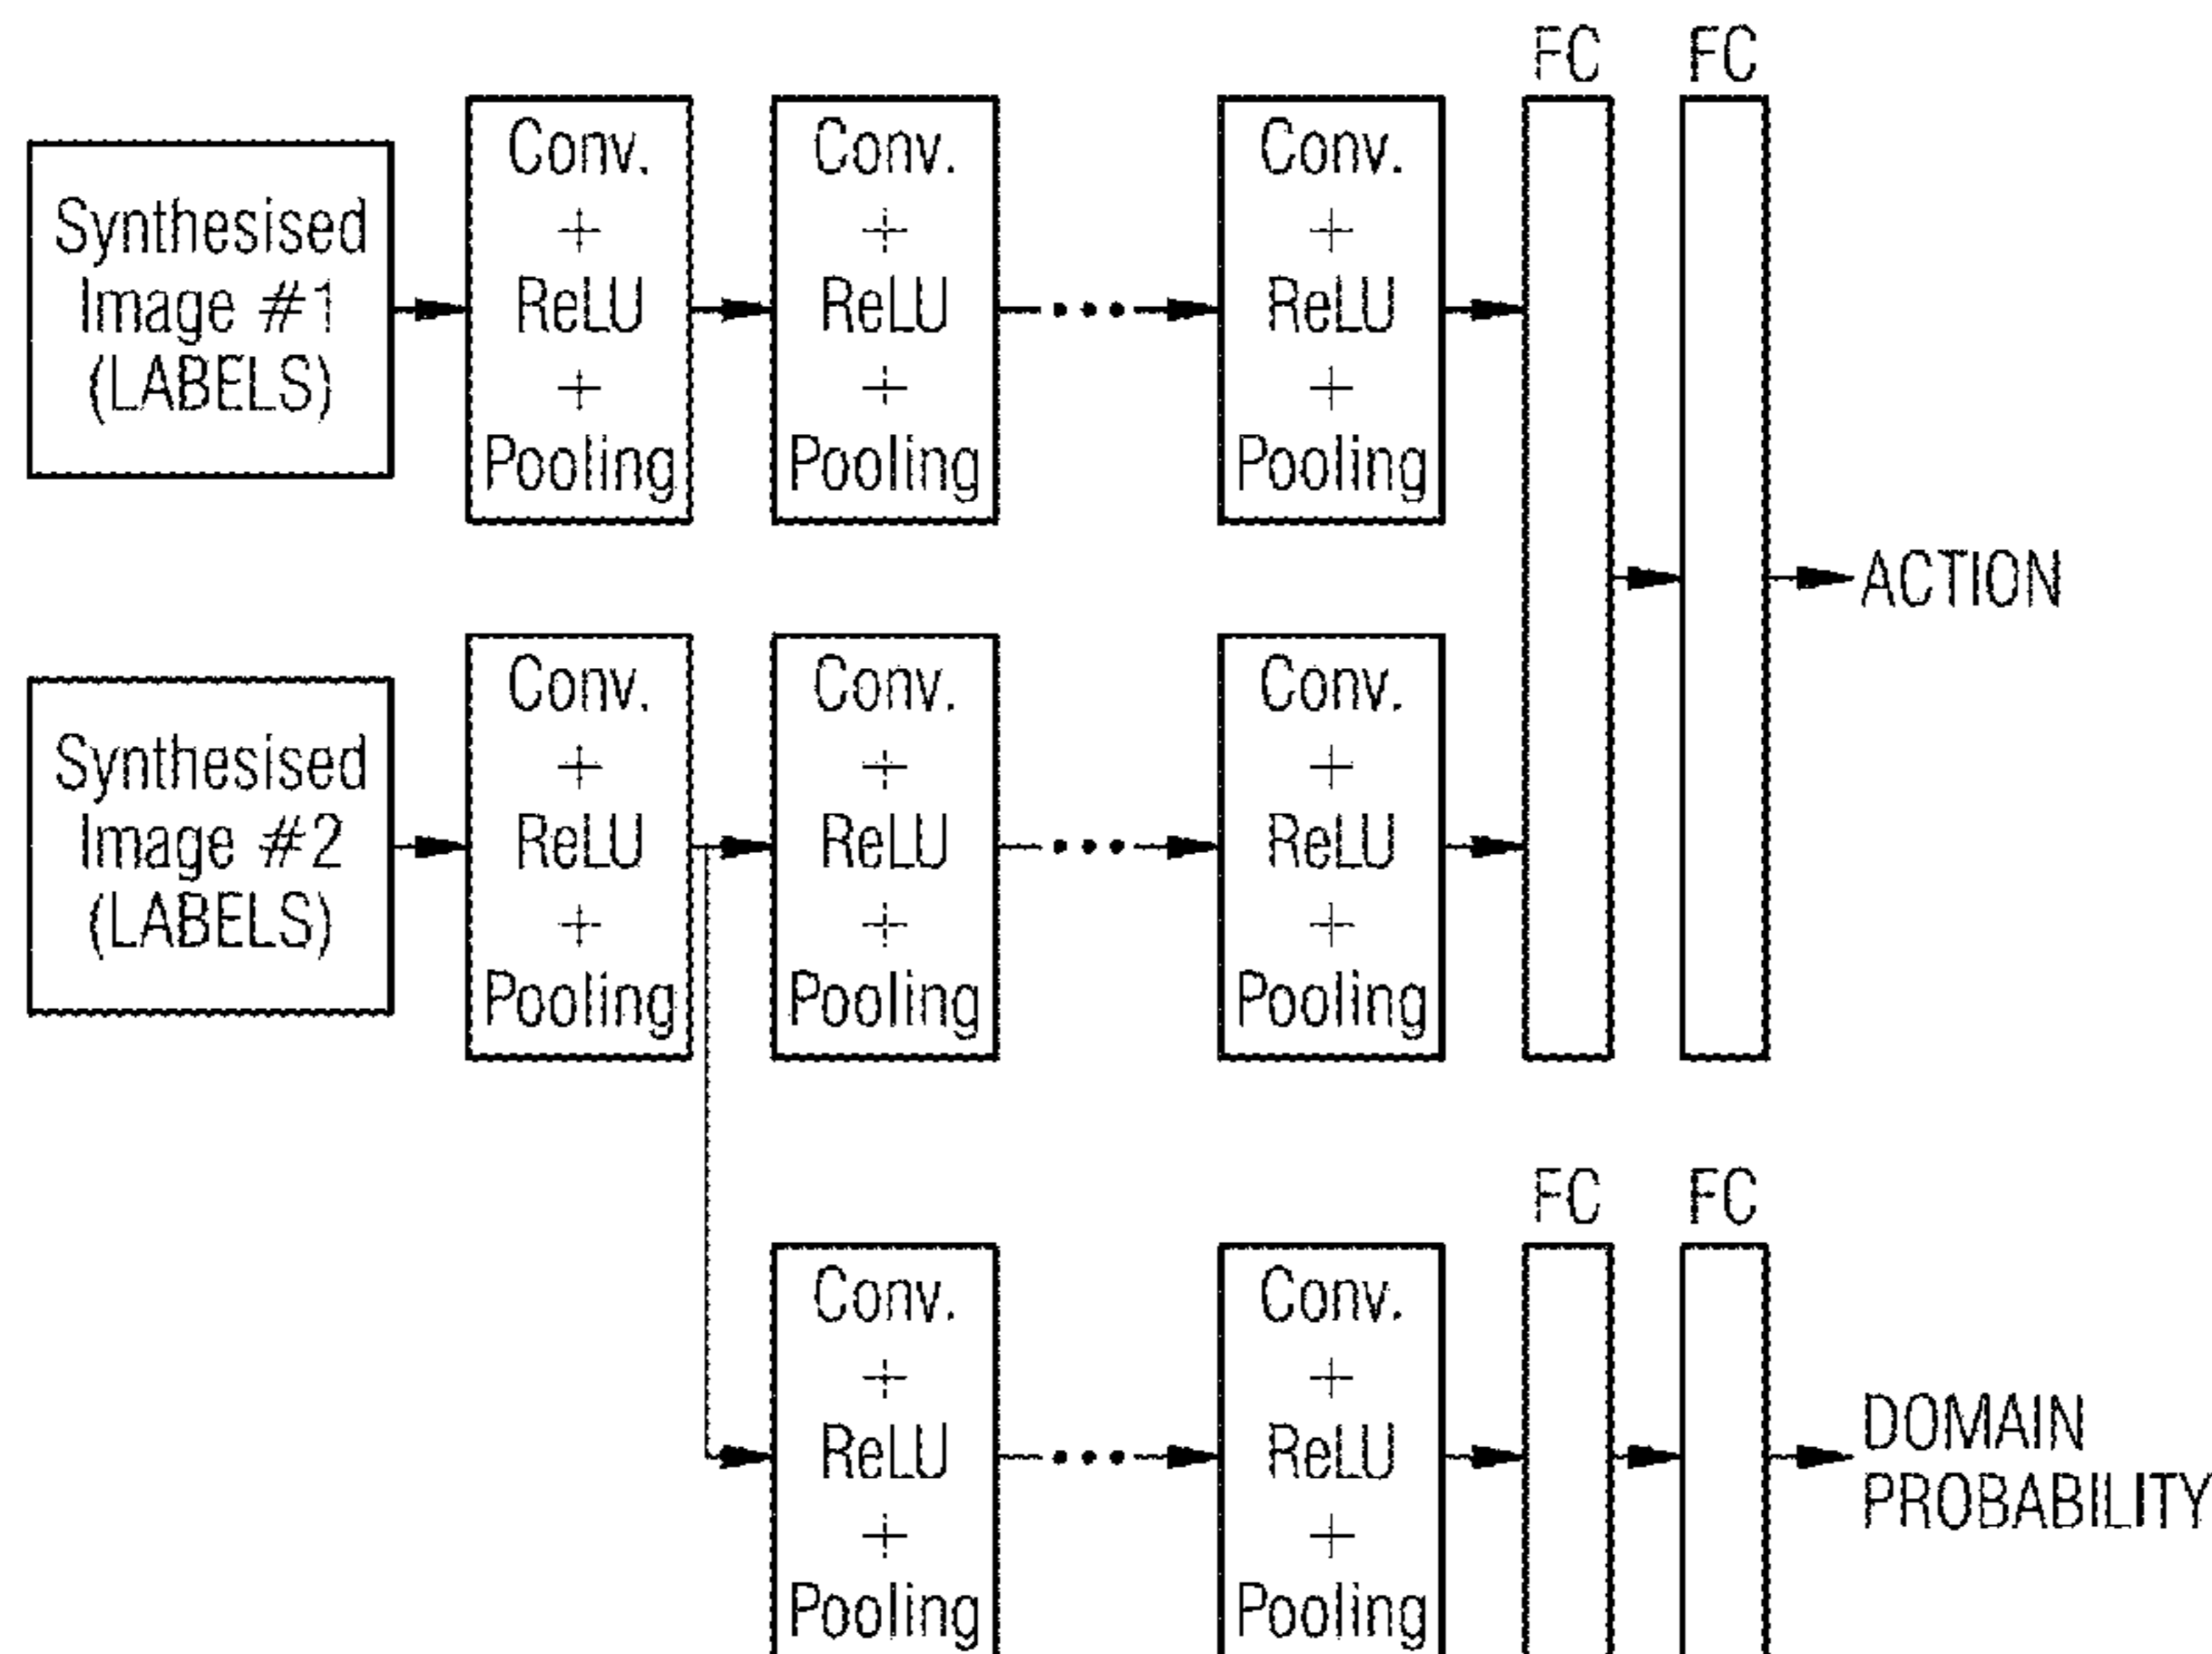 FC FC
Synthesised
Image #1
(LABELS)
Conv.
+
ReLU
+
Pooling
Conv.
+
ReLU
+
Pooling
Conv.
+
ReLU
+
Pooling
ACTION
Synthesised
Image #2
(LABELS)
Conv.
+
ReLU
+
Pooling
Conv.
+
ReLU
+
Pooling
Conv.
+
ReLU
+
Pooling
FC FC
Conv.
+
ReLU
+
Pooling
Conv.
+
ReLU
+
Pooling
DOMAIN
PROBABILITY